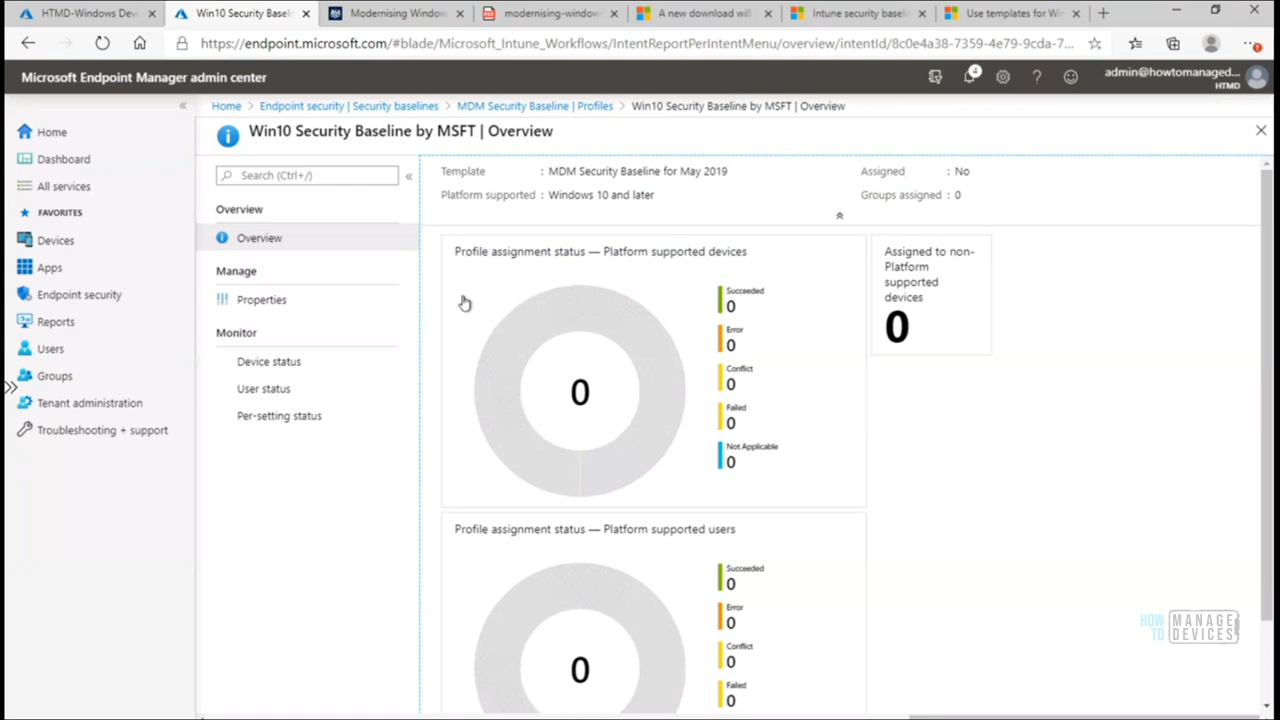 HTMD-Windows Dev
Win10 Security Baselin
Modernising Window
modernising-window
A new download will
Intune security baselin
Use templates for Win
https://endpoint.microsoft.com/#blade/Microsoft_Intune_Workflows/IntentReportPerIntentMenu/overview/intentId/8c0e4a38-7359-4e79-9cda-7...
Microsoft Endpoint Manager admin center
4
admin@howtomanaged...
HTMD
Home
Dashboard
All services
FAVORITES
Devices
Apps
Endpoint security
Reports
Users
Groups
Tenant administration
Troubleshooting + support
Home > Endpoint security | Security baselines > MDM Security Baseline | Profiles > Win10 Security Baseline by MSFT | Overview
Win10 Security Baseline by MSFT | Overview
Search (Ctrl+/)
Overview
Overview
Manage
Properties
Monitor
Device status
User status
Per-setting status
Template : MDM Security Baseline for May 2019
Platform supported : Windows 10 and later
Assigned : No
Groups assigned : 0
Profile assignment status — Platform supported devices
0
Succeeded
0
Error
0
Conflict
0
Failed
0
Not Applicable
0
Assigned to non-
Platform
supported
devices
0
Profile assignment status — Platform supported users
0
Succeeded
0
Error
0
Conflict
0
Failed
0
HOW TO MANAGE DEVICES